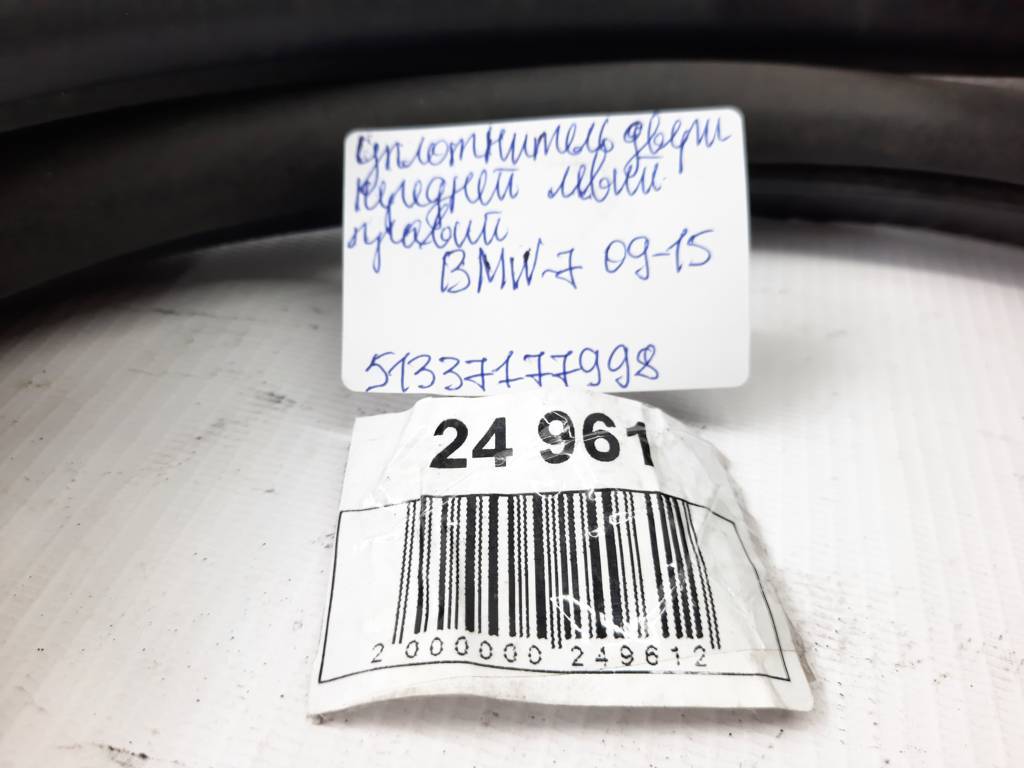 Уплотнитель двери
передней левый
правый
BMW-7 09-15
51337177998
24 961
2 000000 249612